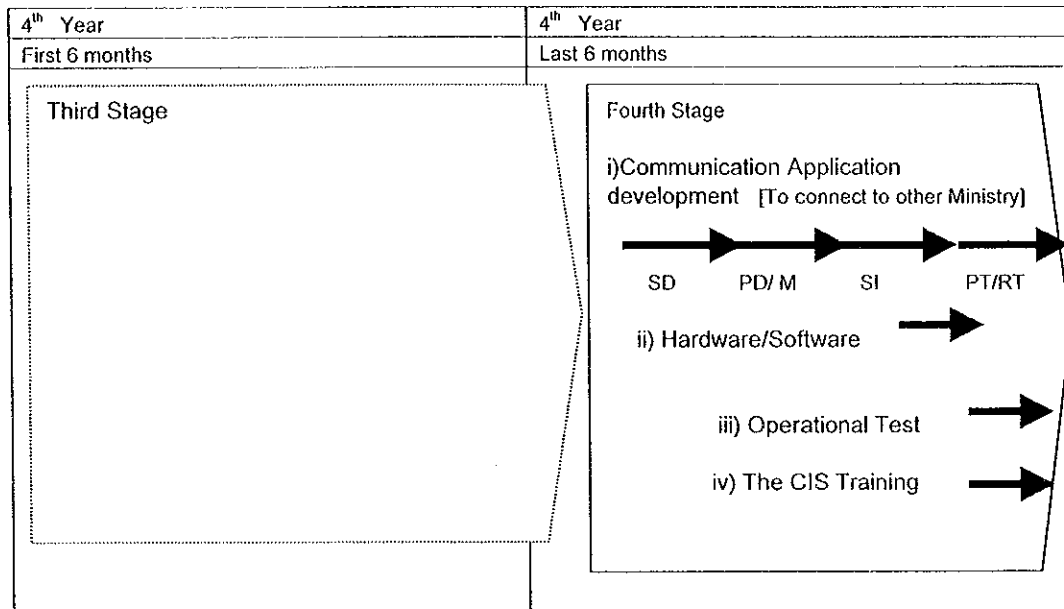 4th Year
First 6 months
Third Stage
4th Year
Last 6 months
Fourth Stage
i)Communication Application
development [To connect to other Ministry]
SD PD/ M SI PT/RT
ii) Hardware/Software
iii) Operational Test
iv) The CIS Training